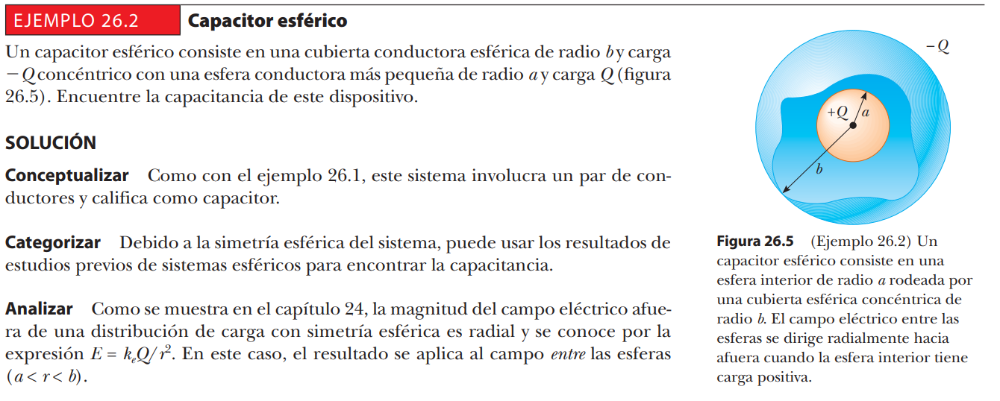 EJEMPLO 26.2 Capacitor esférico
Un capacitor esférico consiste en una cubierta conductora esférica de radio b y carga
−Q concéntrico con una esfera conductora más pequeña de radio a y carga Q (figura
26.5). Encuentre la capacitancia de este dispositivo.
SOLUCIÓN
Conceptualizar Como con el ejemplo 26.1, este sistema involucra un par de con-
ductores y califica como capacitor.
Categorizar Debido a la simetría esférica del sistema, puede usar los resultados de
estudios previos de sistemas esféricos para encontrar la capacitancia.
Analizar Como se muestra en el capítulo 24, la magnitud del campo eléctrico afue-
ra de una distribución de carga con simetría esférica es radial y se conoce por la
expresión E = kₑQ/r². En este caso, el resultado se aplica al campo entre las esferas
(a < r < b).
−Q
+Q
a
b
Figura 26.5 (Ejemplo 26.2) Un
capacitor esférico consiste en una
esfera interior de radio a rodeada por
una cubierta esférica concéntrica de
radio b. El campo eléctrico entre las
esferas se dirige radialmente hacia
afuera cuando la esfera interior tiene
carga positiva.